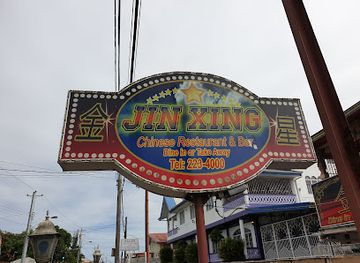 金 JIN XING 星
Chinese Restaurant & Bar
Dine In or Take Away
Tel: 223-4000